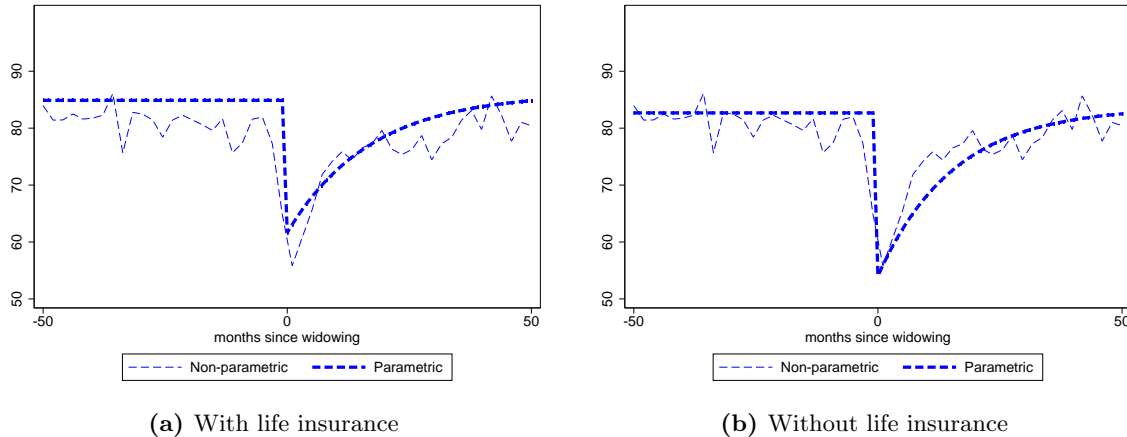 90
80
70
60
50
-50 0 50
months since widowing
Non-parametric Parametric
(a) With life insurance
90
80
70
60
50
-50 0 50
months since widowing
Non-parametric Parametric
(b) Without life insurance